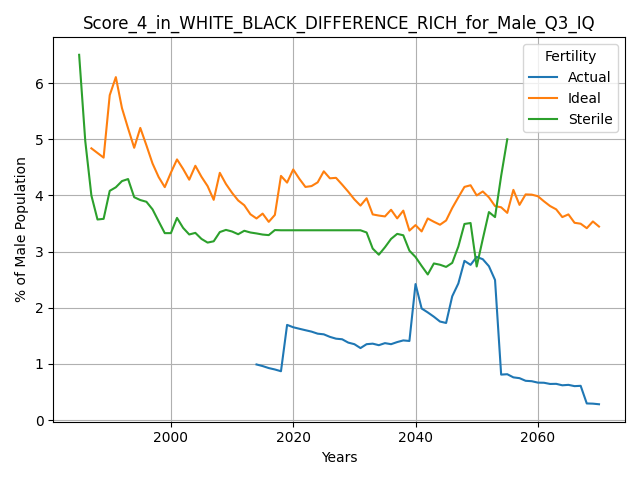 Score_4_in_WHITE_BLACK_DIFFERENCE_RICH_for_Male_Q3_IQ
Fertility
Actual
Ideal
Sterile
% of Male Population
6
5
4
3
2
1
0
2000
2020
2040
2060
Years